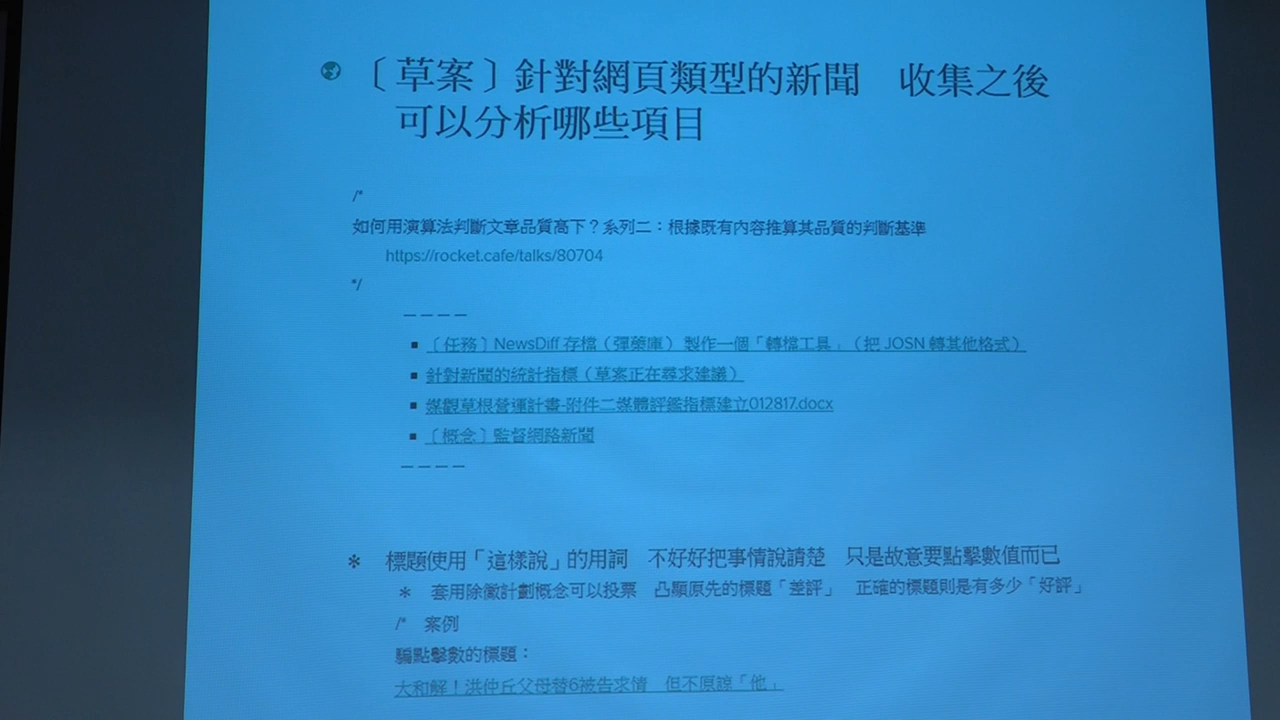 〔草案〕針對網頁類型的新聞　收集之後
可以分析哪些項目
/*
如何用演算法判斷文章品質高下？系列二：根據既有內容推算其品質的判斷基準
https://rocket.cafe/talks/80704
*/
————
▪ 〔任務〕NewsDiff 存檔（彈藥庫） 製作一個「轉檔工具」（把 JOSN 轉其他格式）
▪ 針對新聞的統計指標（草案正在尋求建議）
▪ 媒觀草根營運計畫-附件二媒體評鑑指標建立012817.docx
▪ 〔概念〕監督網路新聞
————
* 標題使用「這樣說」的用詞　不好好把事情說請楚　只是故意要點擊數值而已
* 套用除黴計劃概念可以投票　凸顯原先的標題「差評」　正確的標題則是有多少「好評」
/*　案例
騙點擊數的標題：
大和解！洪仲丘父母替6被告求情　但不原諒「他」